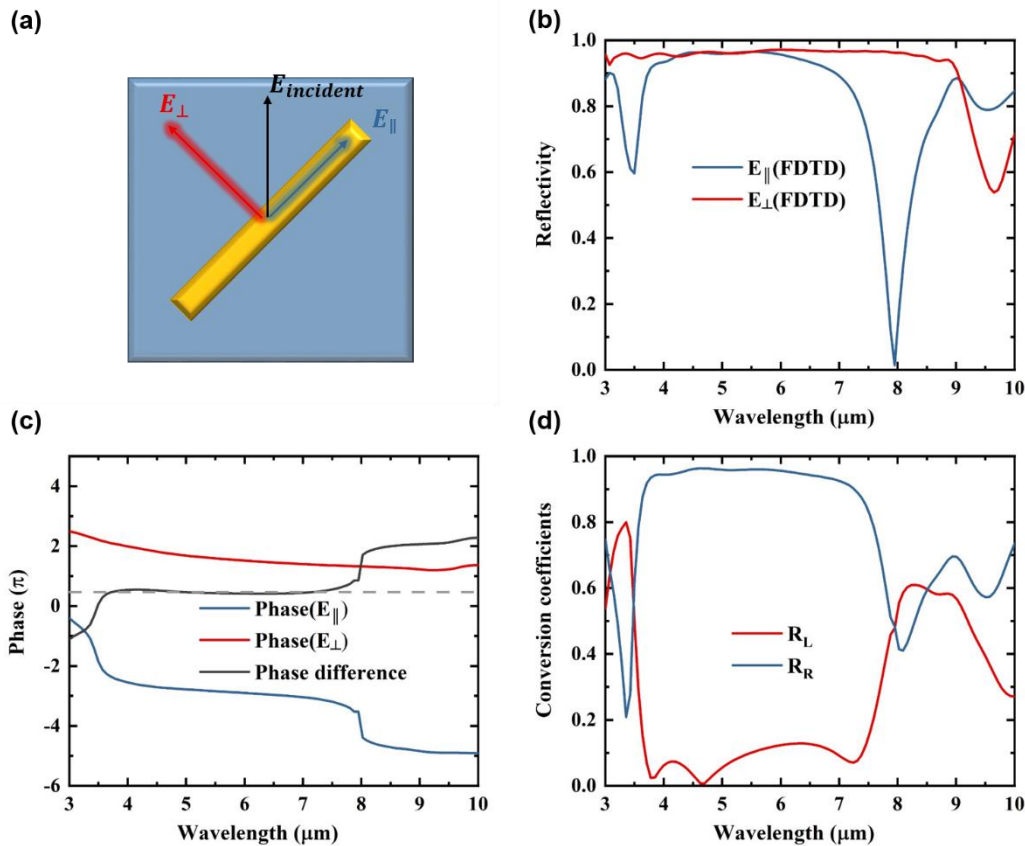 (a)
E⊥
E_incident
E∥
(b)
1.0
0.8
0.6
0.4
0.2
0.0
Reflectivity
E∥(FDTD)
E⊥(FDTD)
3 4 5 6 7 8 9 10
Wavelength (μm)
(c)
4
2
0
-2
-4
-6
Phase (π)
Phase(E∥)
Phase(E⊥)
Phase difference
3 4 5 6 7 8 9 10
Wavelength (μm)
(d)
1.0
0.8
0.6
0.4
0.2
0.0
Conversion coefficients
R_L
R_R
3 4 5 6 7 8 9 10
Wavelength (μm)